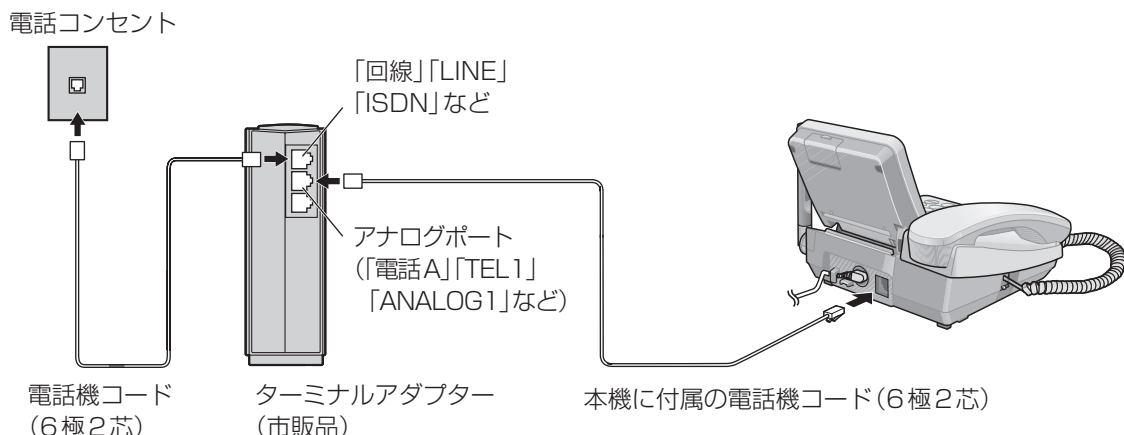 電話コンセント
「回線」「LINE」
「ISDN」など
アナログポート
（「電話A」「TEL1」
「ANALOG1」など）
電話機コード
（6極2芯）
ターミナルアダプター
（市販品）
本機に付属の電話機コード（6極2芯）